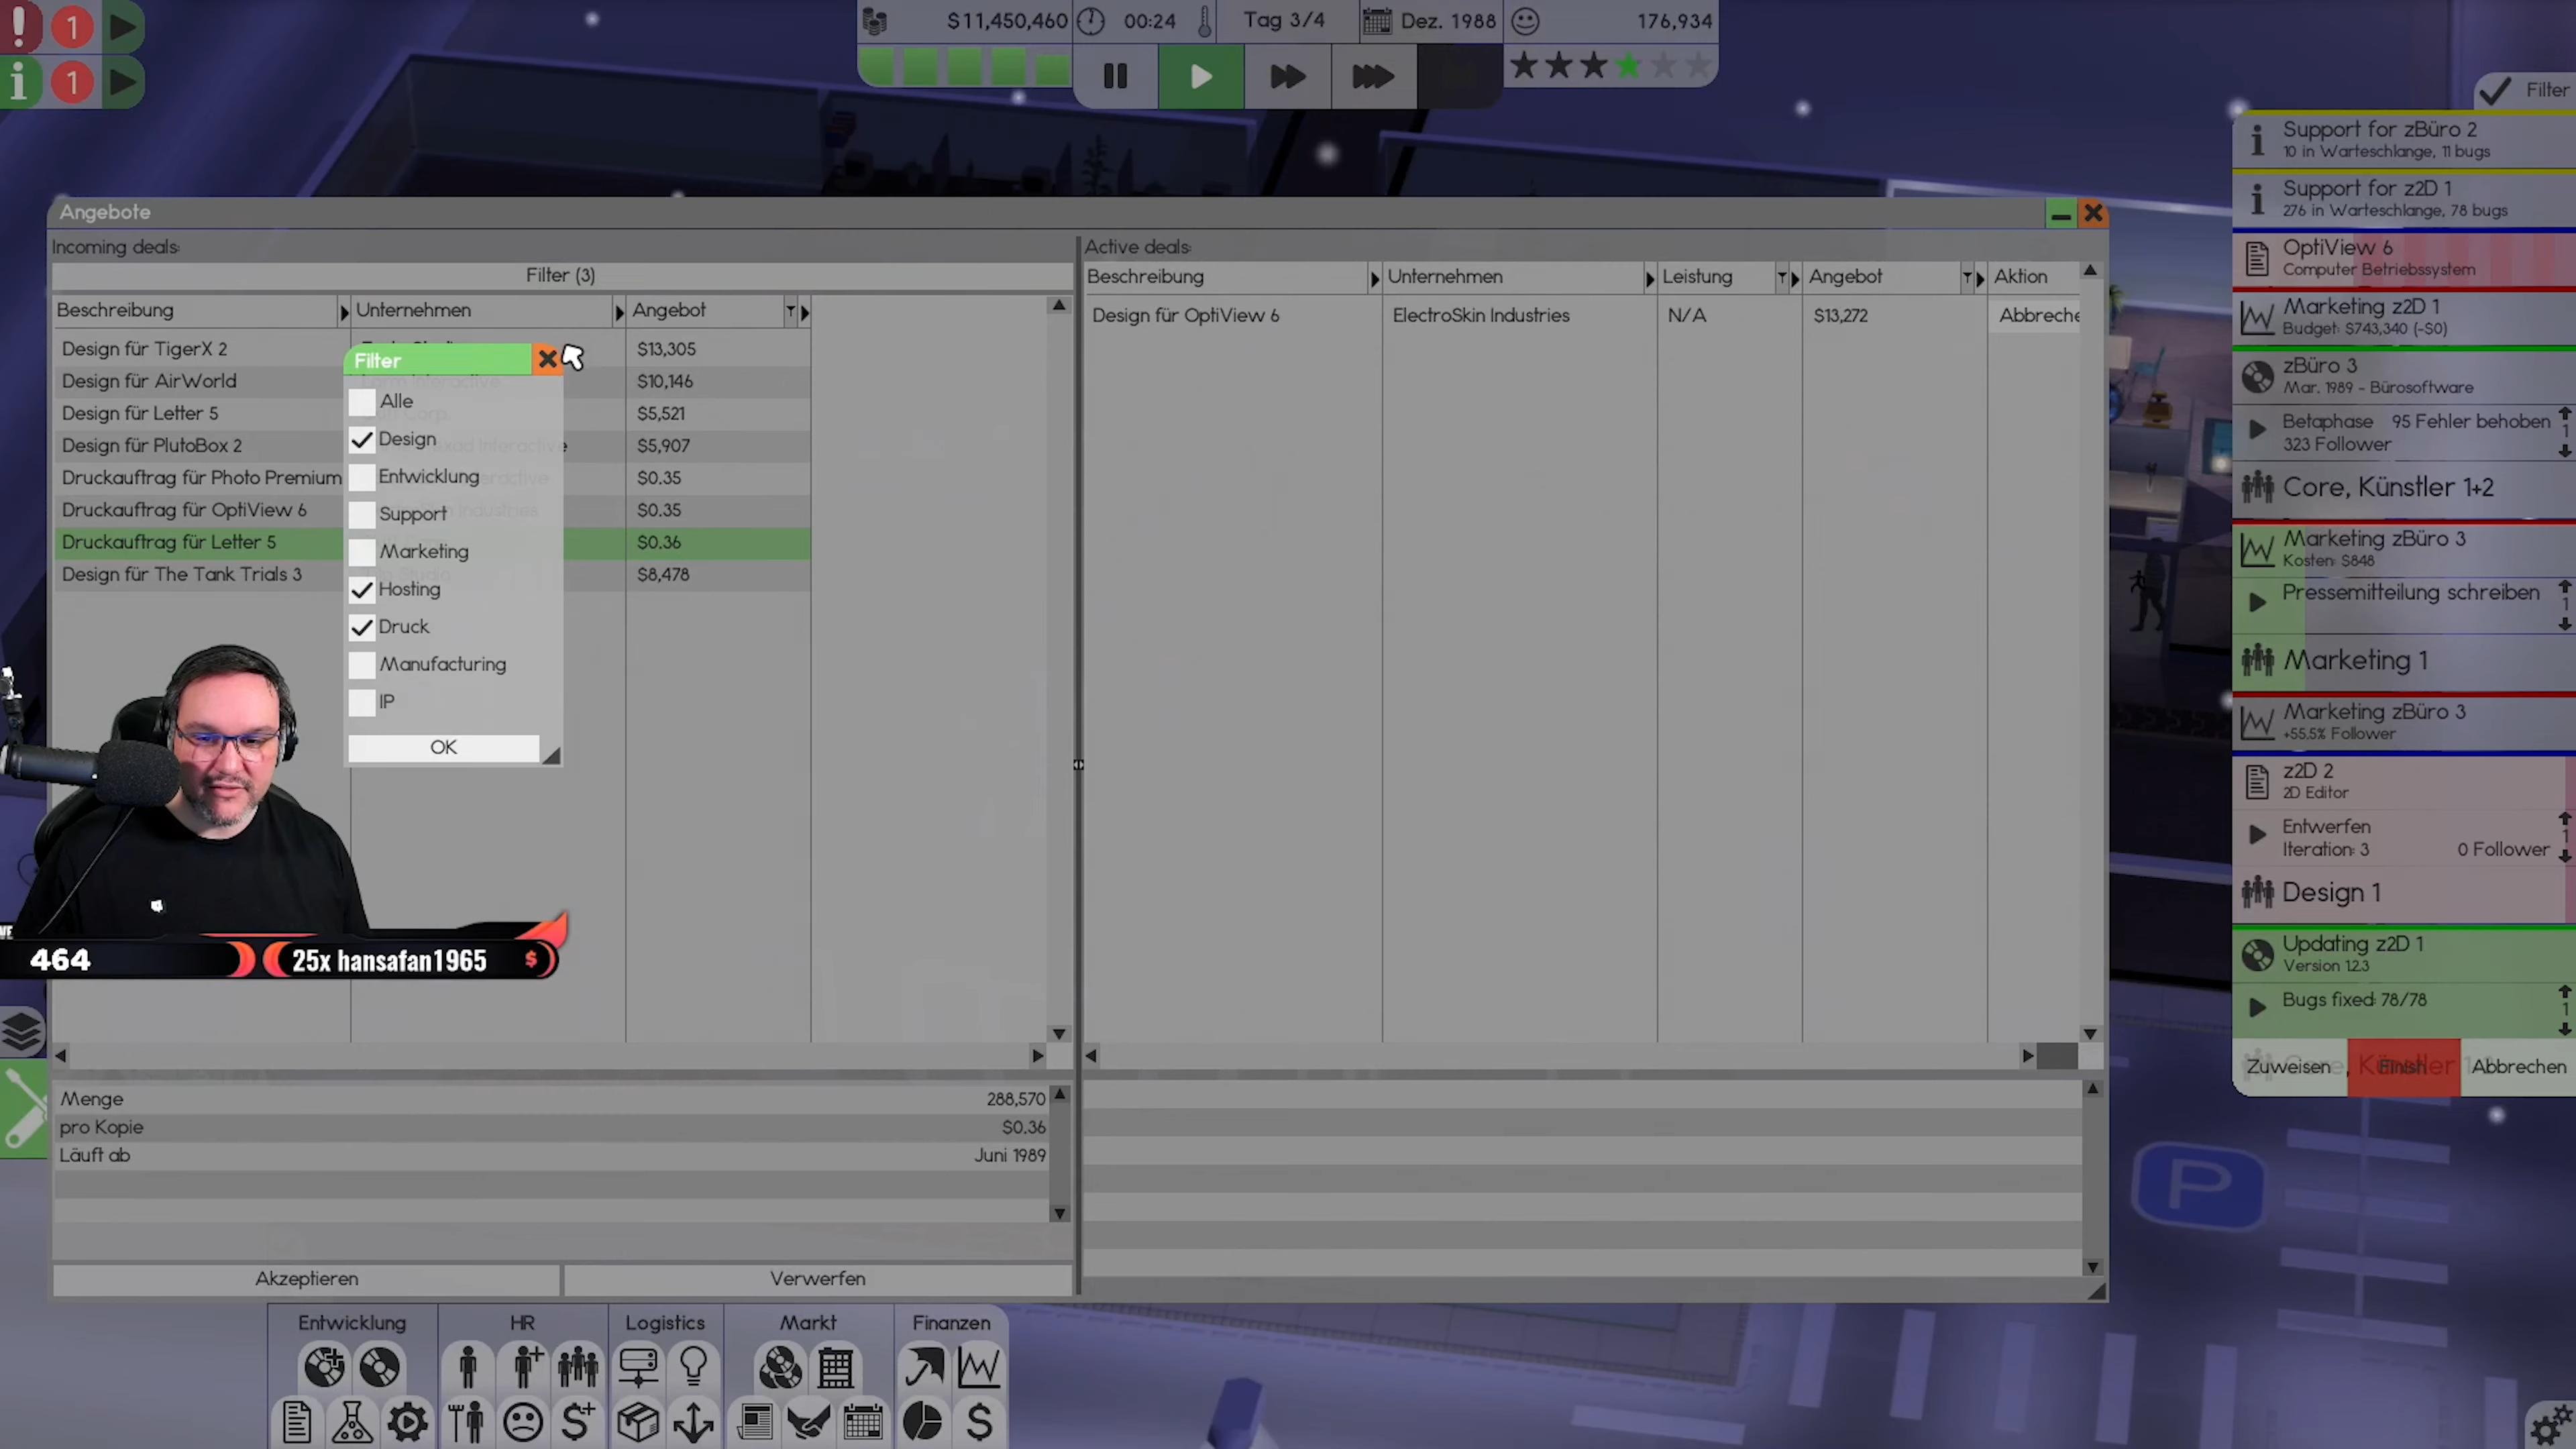 1
1
$11,450,460
00:24
Tag 3/4
Dez. 1988
176,934
Filter
Angebote
Incoming deals:
Filter (3)
Beschreibung
Unternehmen
Angebot
Design für TigerX 2
$13,305
Design für AirWorld
$10,146
Design für Letter 5
$5,521
Design für PlutoBox 2
$5,907
Druckauftrag für Photo Premium
$0.35
Druckauftrag für OptiView 6
$0.35
Druckauftrag für Letter 5
$0.36
Design für The Tank Trials 3
$8,478
Filter
Alle
Design
Entwicklung
Support
Marketing
Hosting
Druck
Manufacturing
IP
OK
Active deals:
Beschreibung
Unternehmen
Leistung
Angebot
Aktion
Design für OptiView 6
ElectroSkin Industries
N/A
$13,272
Abbreche
464
25x hansafan1965
$
Menge
288,570
pro Kopie
$0.36
Läuft ab
Juni 1989
Akzeptieren
Verwerfen
Support for zBüro 2
10 in Warteschlange, 11 bugs
Support for z2D 1
276 in Warteschlange, 78 bugs
OptiView 6
Computer Betriebssystem
Marketing z2D 1
Budget: $743,340 (-$0)
zBüro 3
Mar. 1989 - Bürosoftware
Betaphase 95 Fehler behoben
323 Follower
1
Core, Künstler 1+2
Marketing zBüro 3
Kosten: $848
Pressemitteilung schreiben
1
Marketing 1
Marketing zBüro 3
+55.5% Follower
z2D 2
2D Editor
Entwerfen
Iteration: 3
0 Follower
1
Design 1
Updating z2D 1
Version 1.2.3
Bugs fixed: 78/78
1
Zuweisen
Finish
Abbrechen
P
Entwicklung
HR
Logistics
Markt
Finanzen